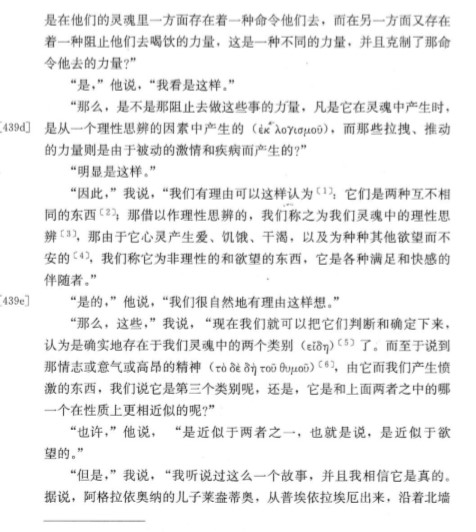 是在他们的灵魂里一方面存在着一种命令他们去，而在另一方面又存在
着一种阻止他们去喝饮的力量，这是一种不同的力量，并且克制了那命
令他去的力量？”
“是，”他说，“我看是这样。”
“那么，是不是那阻止去做这些事的力量，凡是它在灵魂中产生时，
[439d] 是从一个理性思辨的因素中产生的（ἐκ λογισμοῦ），而那些拉拽、推动
的力量则是由于被动的激情和疾病而产生的？”
“明显是这样。”
“因此，”我说，“我们有理由可以这样认为〔1〕：它们是两种互不相
同的东西〔2〕；那借以作理性思辨的，我们称之为我们灵魂中的理性思
辨〔3〕，那由于它心灵产生爱、饥饿、干渴，以及为种种其他欲望而不
安的〔4〕，我们称它为非理性的和欲望的东西，它是各种满足和快感的
伴随者。”
[439e] “是的，”他说，“我们很自然地有理由这样想。”
“那么，这些，”我说，“现在我们就可以把它们判断和确定下来，
认为是确实地存在于我们灵魂中的两个类别（εἴδη）〔5〕了。而至于说到
那情志或意气或高昂的精神（τὸ δὲ δὴ τοῦ θυμοῦ）〔6〕，由它而我们产生愤
激的东西，我们说它是第三个类别呢，还是，它是和上面两者之中的哪
一个在性质上更相近似的呢？”
“也许，”他说， “是近似于两者之一，也就是说，是近似于欲
望的。”
“但是，”我说，“我听说过这么一个故事，并且我相信它是真的。
据说，阿格拉依奥纳的儿子莱盎蒂奥，从普埃依拉埃厄出来，沿着北墙